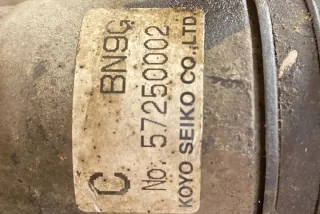 C BN9G
No. 57250002
KOYO SEIKO CO.,LTD.